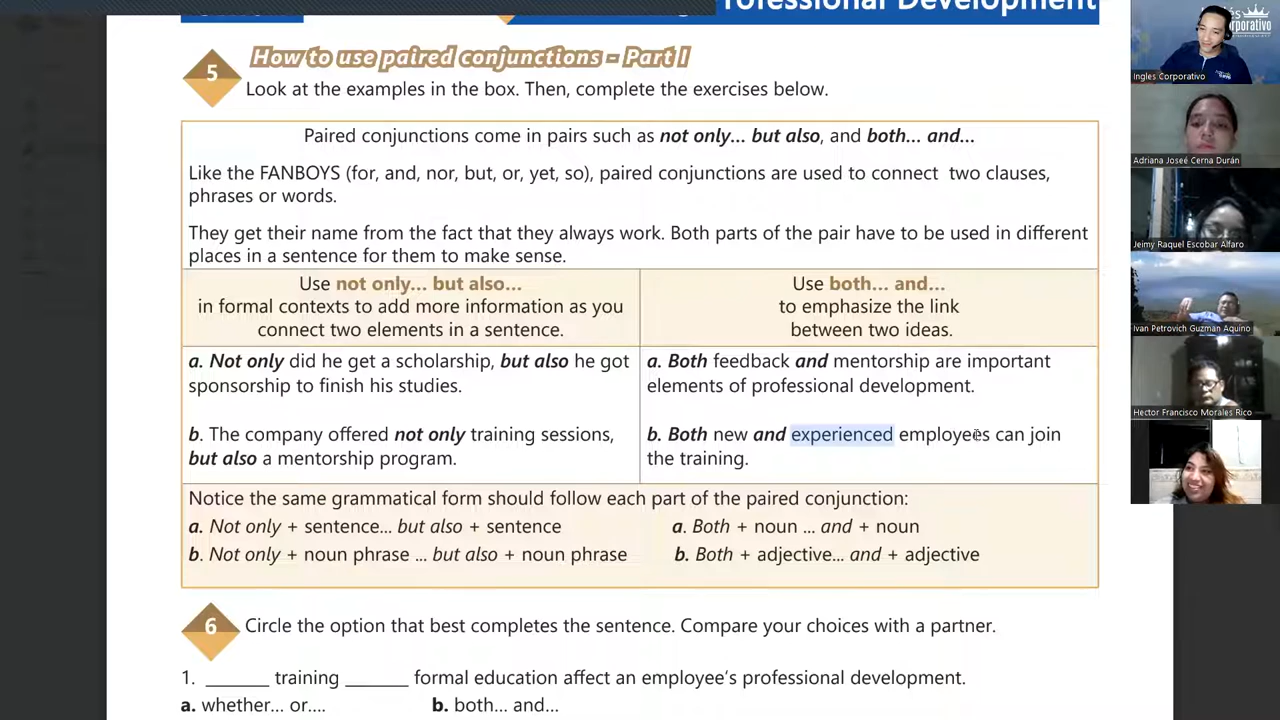 rofessional Development
5
How to use paired conjunctions - Part I
Look at the examples in the box. Then, complete the exercises below.
Paired conjunctions come in pairs such as not only... but also, and both... and...
Like the FANBOYS (for, and, nor, but, or, yet, so), paired conjunctions are used to connect two clauses,
phrases or words.
They get their name from the fact that they always work. Both parts of the pair have to be used in different
places in a sentence for them to make sense.
Use not only... but also...
in formal contexts to add more information as you
connect two elements in a sentence.
Use both... and...
to emphasize the link
between two ideas.
a. Not only did he get a scholarship, but also he got
sponsorship to finish his studies.
b. The company offered not only training sessions,
but also a mentorship program.
a. Both feedback and mentorship are important
elements of professional development.
b. Both new and experienced employees can join
the training.
Notice the same grammatical form should follow each part of the paired conjunction:
a. Not only + sentence... but also + sentence
b. Not only + noun phrase ... but also + noun phrase
a. Both + noun ... and + noun
b. Both + adjective... and + adjective
6
Circle the option that best completes the sentence. Compare your choices with a partner.
1. _______ training _______ formal education affect an employee's professional development.
a. whether... or....
b. both... and...
Ingles Corporativo
Adriana Joseé Cerna Durán
Jeimy Raquel Escobar Alfaro
Ivan Petrovich Guzman Aquino
Hector Francisco Morales Rico